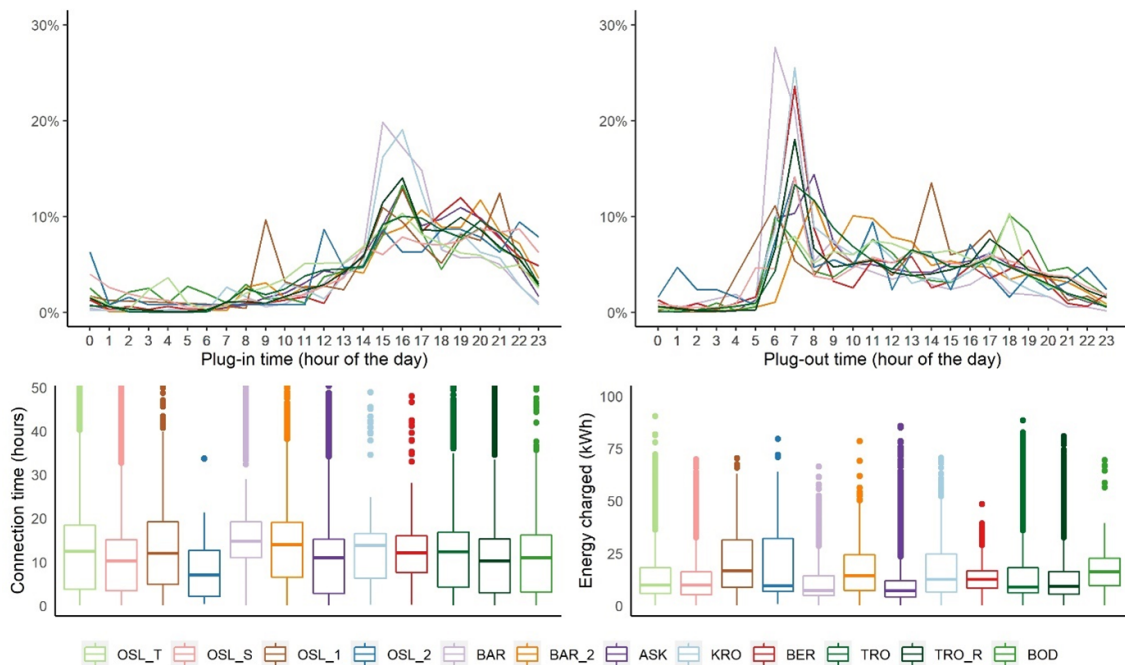 30%
20%
10%
0%
0 1 2 3 4 5 6 7 8 9 10 11 12 13 14 15 16 17 18 19 20 21 22 23
Plug-in time (hour of the day)
30%
20%
10%
0%
0 1 2 3 4 5 6 7 8 9 10 11 12 13 14 15 16 17 18 19 20 21 22 23
Plug-out time (hour of the day)
Connection time (hours)
50
40
30
20
10
0
Energy charged (kWh)
100
75
50
25
0
OSL_T OSL_S OSL_1 OSL_2 BAR BAR_2 ASK KRO BER TRO TRO_R BOD